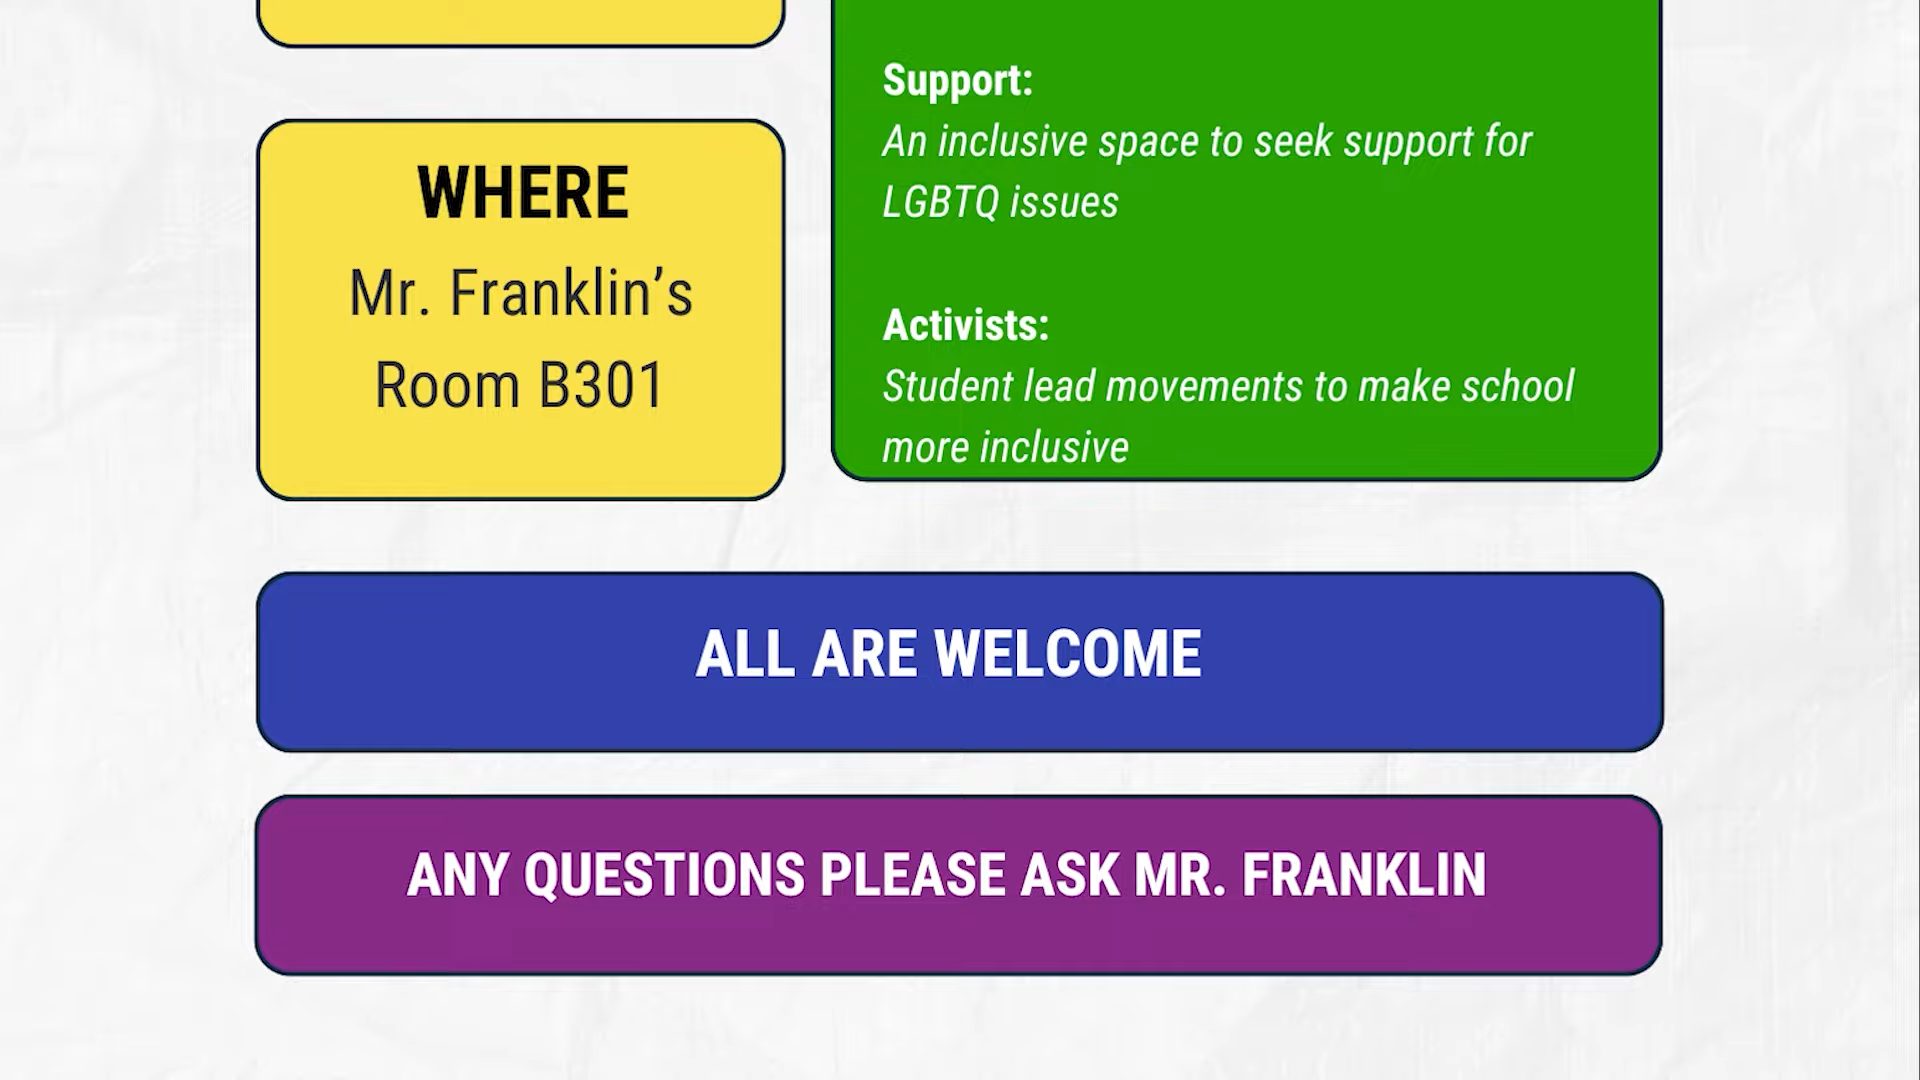 WHERE
Mr. Franklin’s
Room B301
Support:
An inclusive space to seek support for
LGBTQ issues
Activists:
Student lead movements to make school
more inclusive
ALL ARE WELCOME
ANY QUESTIONS PLEASE ASK MR. FRANKLIN